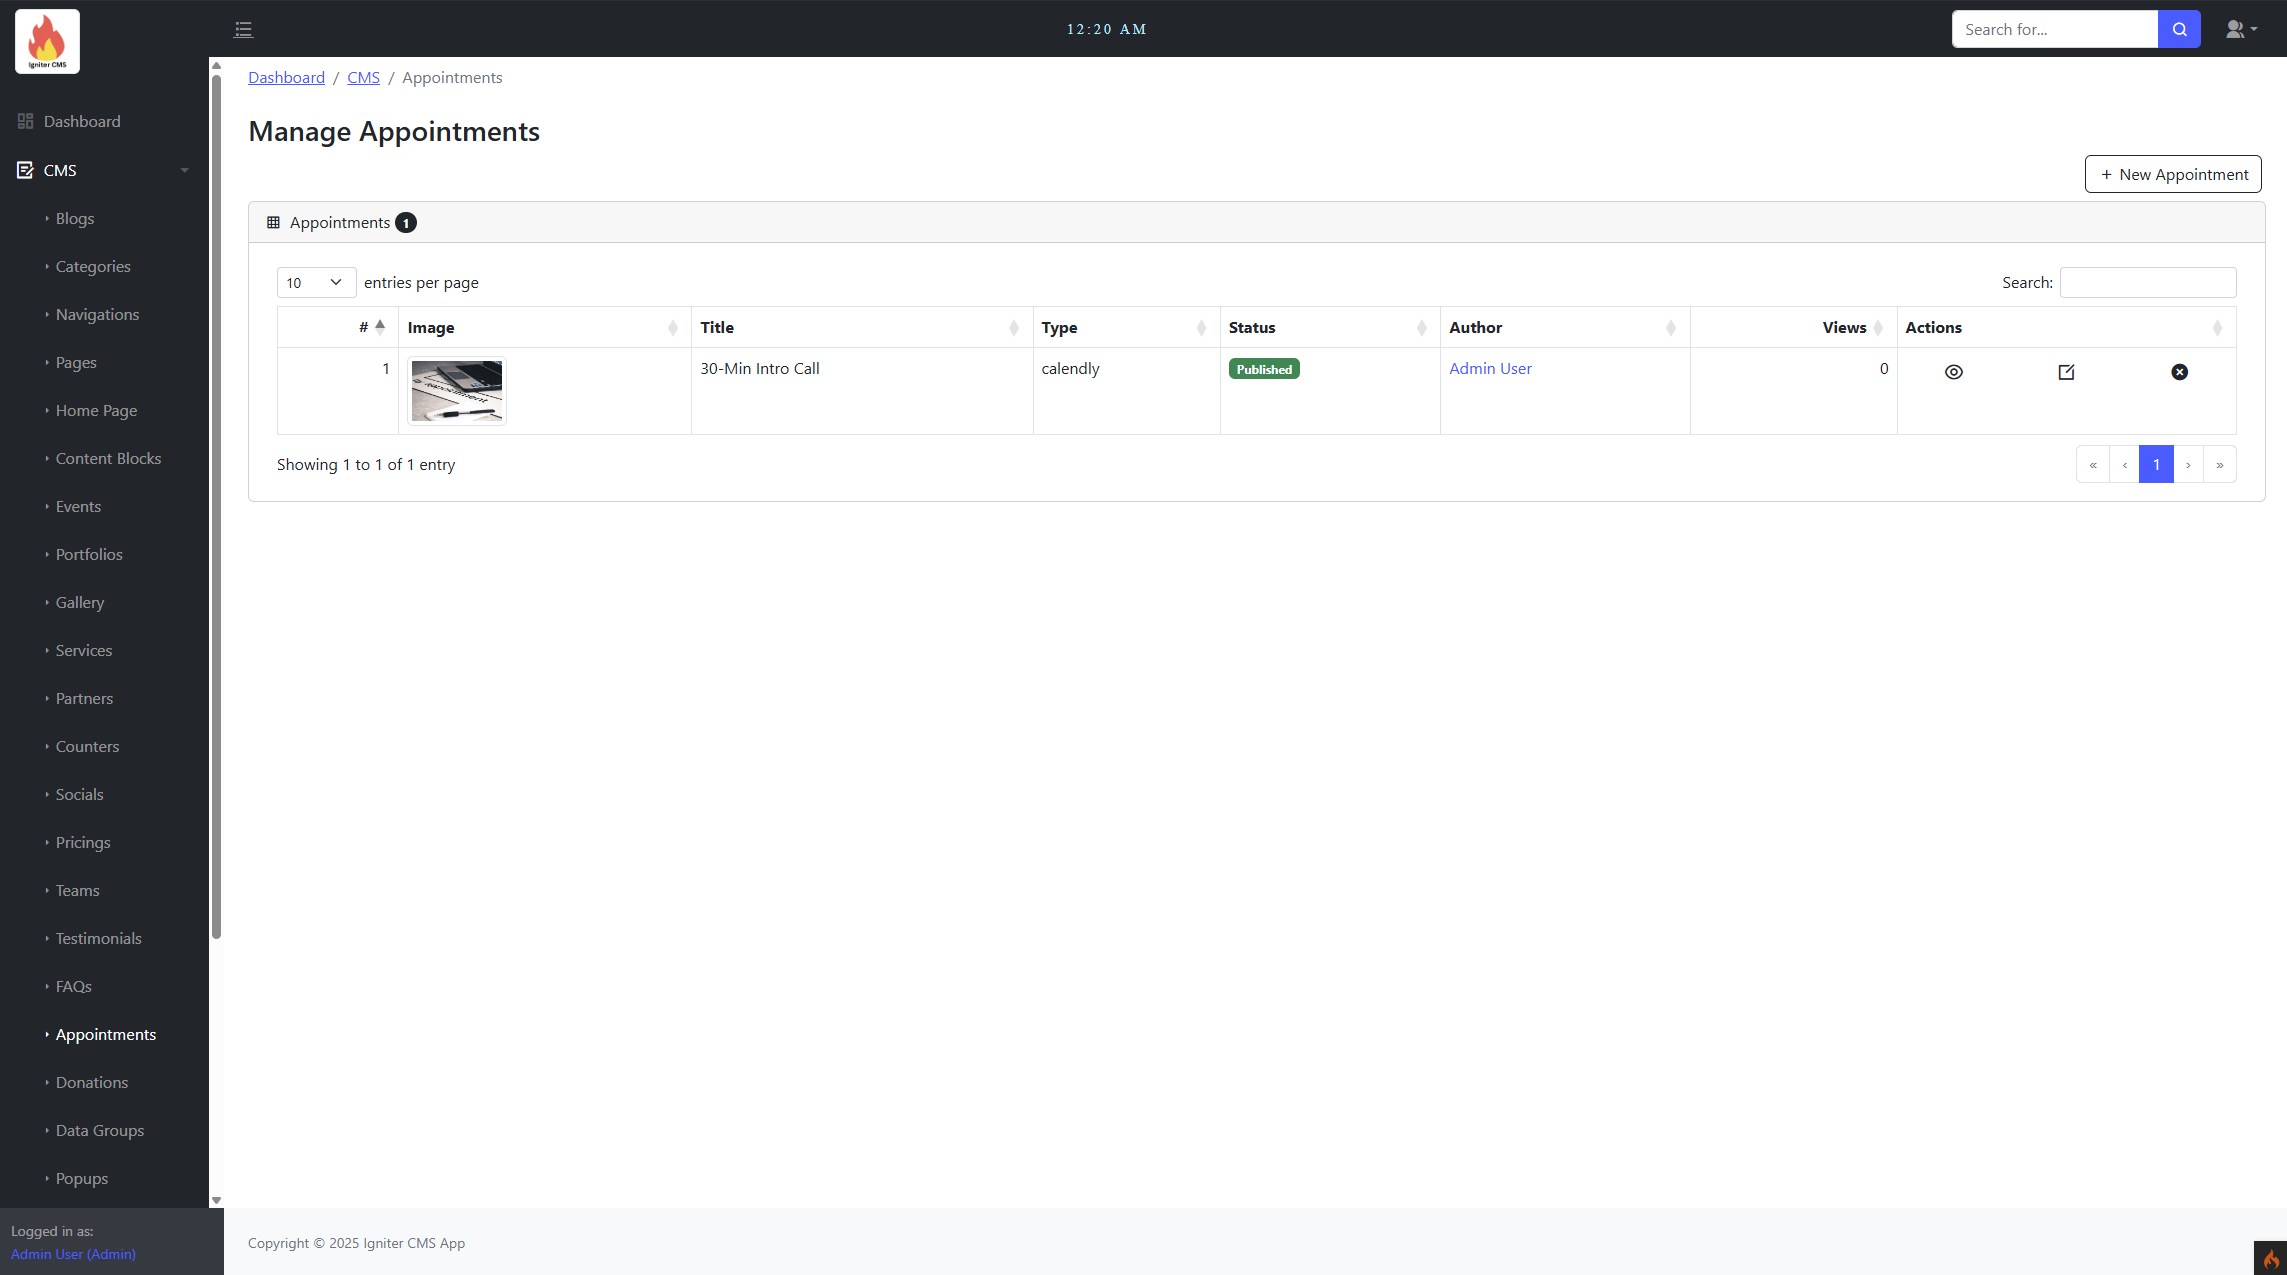 Igniter CMS
12:20 AM
Search for...
Dashboard
CMS
Blogs
Categories
Navigations
Pages
Home Page
Content Blocks
Events
Portfolios
Gallery
Services
Partners
Counters
Socials
Pricings
Teams
Testimonials
FAQs
Appointments
Donations
Data Groups
Popups
Logged in as:
Admin User (Admin)
Dashboard / CMS / Appointments
Manage Appointments
+ New Appointment
Appointments 1
10 entries per page
Search:
# Image Title Type Status Author Views Actions
1 30-Min Intro Call calendly Published Admin User 0
Showing 1 to 1 of 1 entry
« ‹ 1 › »
Copyright © 2025 Igniter CMS App